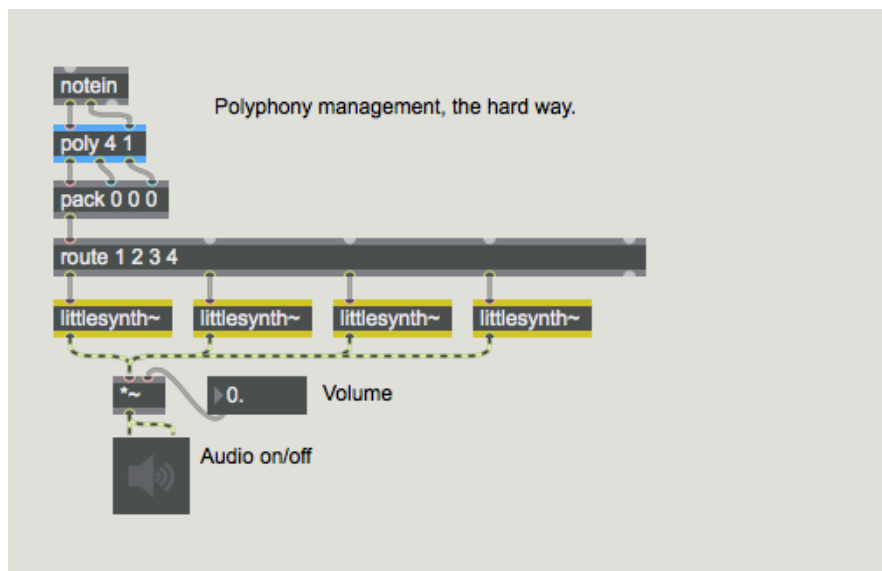 notein
Polyphony management, the hard way.
poly 4 1
pack 0 0 0
route 1 2 3 4
littlesynth~ littlesynth~ littlesynth~ littlesynth~
*~ 0. Volume
Audio on/off